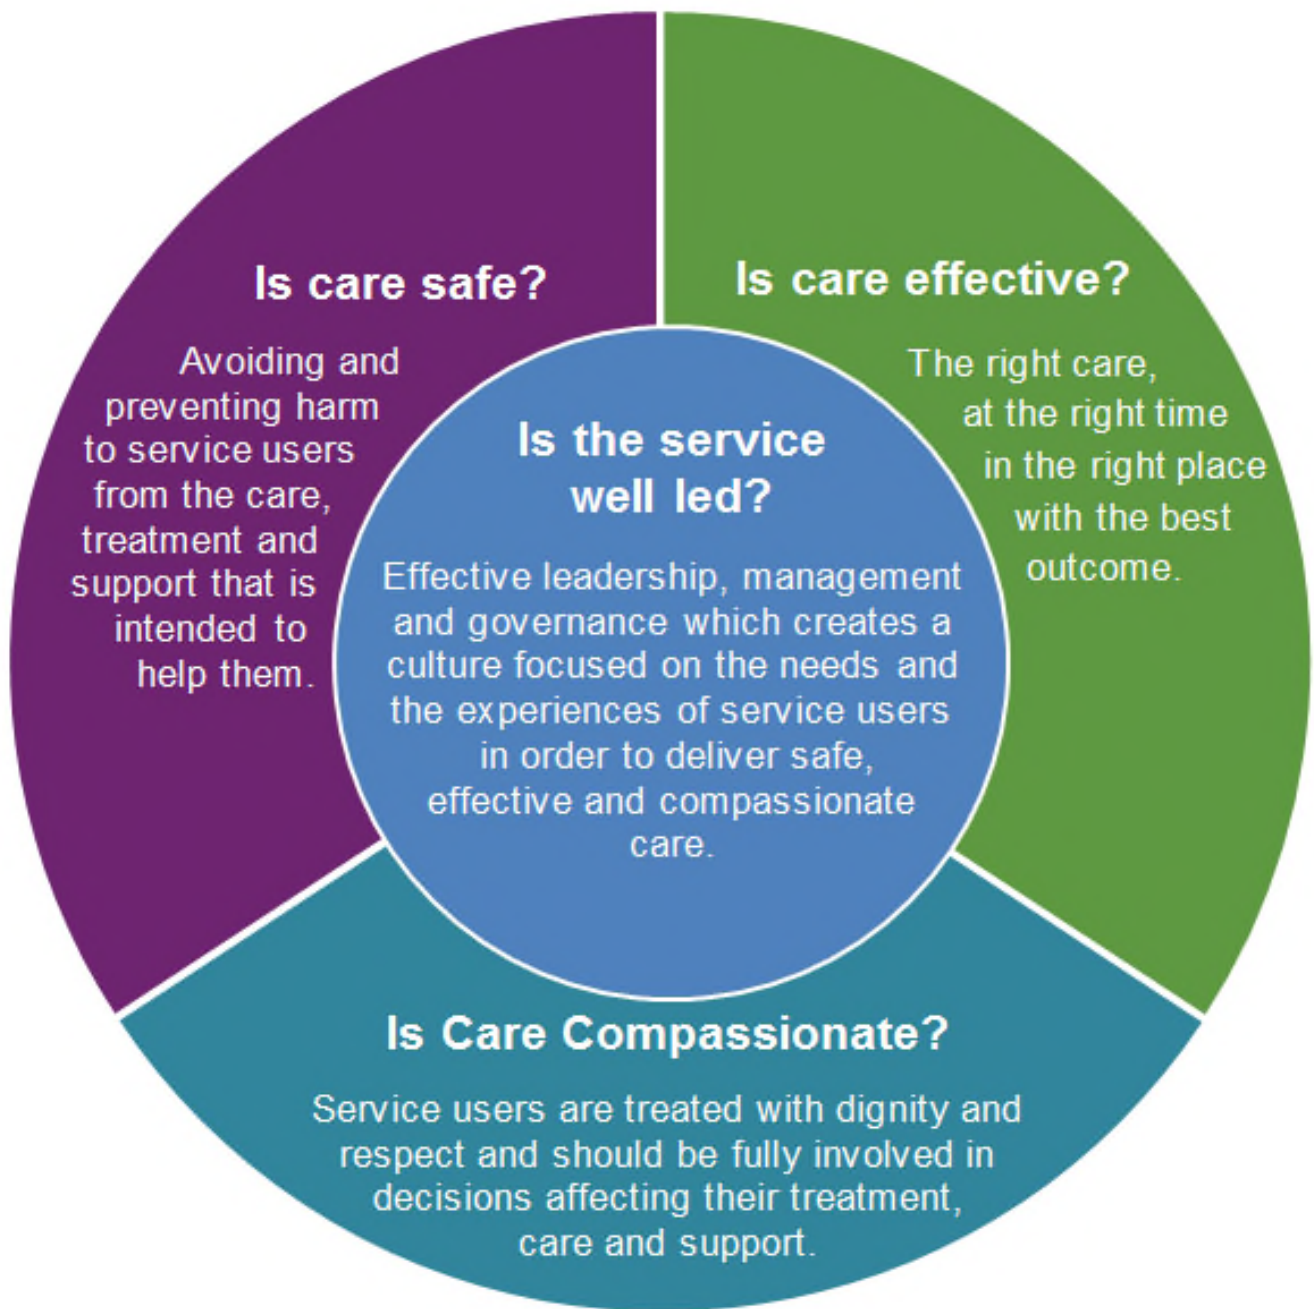 Is care safe?
Avoiding and
preventing harm
to service users
from the care,
treatment and
support that is
intended to
help them.
Is care effective?
The right care,
at the right time
in the right place
with the best
outcome.
Is the service
well led?
Effective leadership, management
and governance which creates a
culture focused on the needs and
the experiences of service users
in order to deliver safe,
effective and compassionate
care.
Is Care Compassionate?
Service users are treated with dignity and
respect and should be fully involved in
decisions affecting their treatment,
care and support.